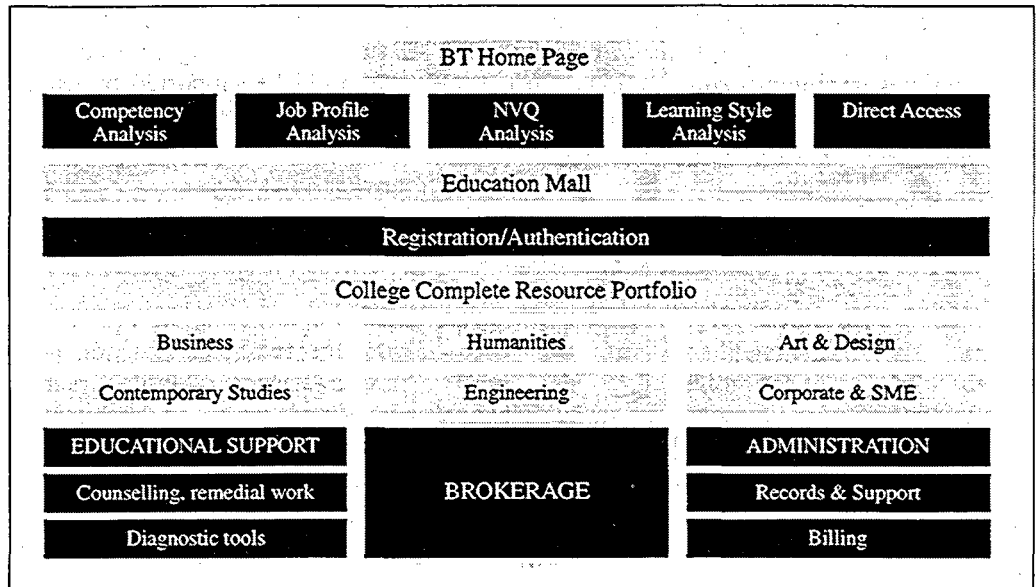 BT Home Page
Competency
Analysis
Job Profile
Analysis
NVQ
Analysis
Learning Style
Analysis
Direct Access
Education Mall
Registration/Authentication
College Complete Resource Portfolio
Business
Humanities
Art & Design
Contemporary Studies
Engineering
Corporate & SME
EDUCATIONAL SUPPORT
Counselling, remedial work
Diagnostic tools
BROKERAGE
ADMINISTRATION
Records & Support
Billing